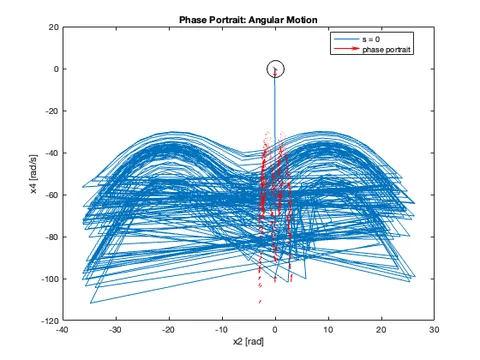 Phase Portrait: Angular Motion
s = 0
phase portrait
20
0
-20
-40
-60
-80
-100
-120
x4 [rad/s]
-40 -30 -20 -10 0 10 20 30
x2 [rad]